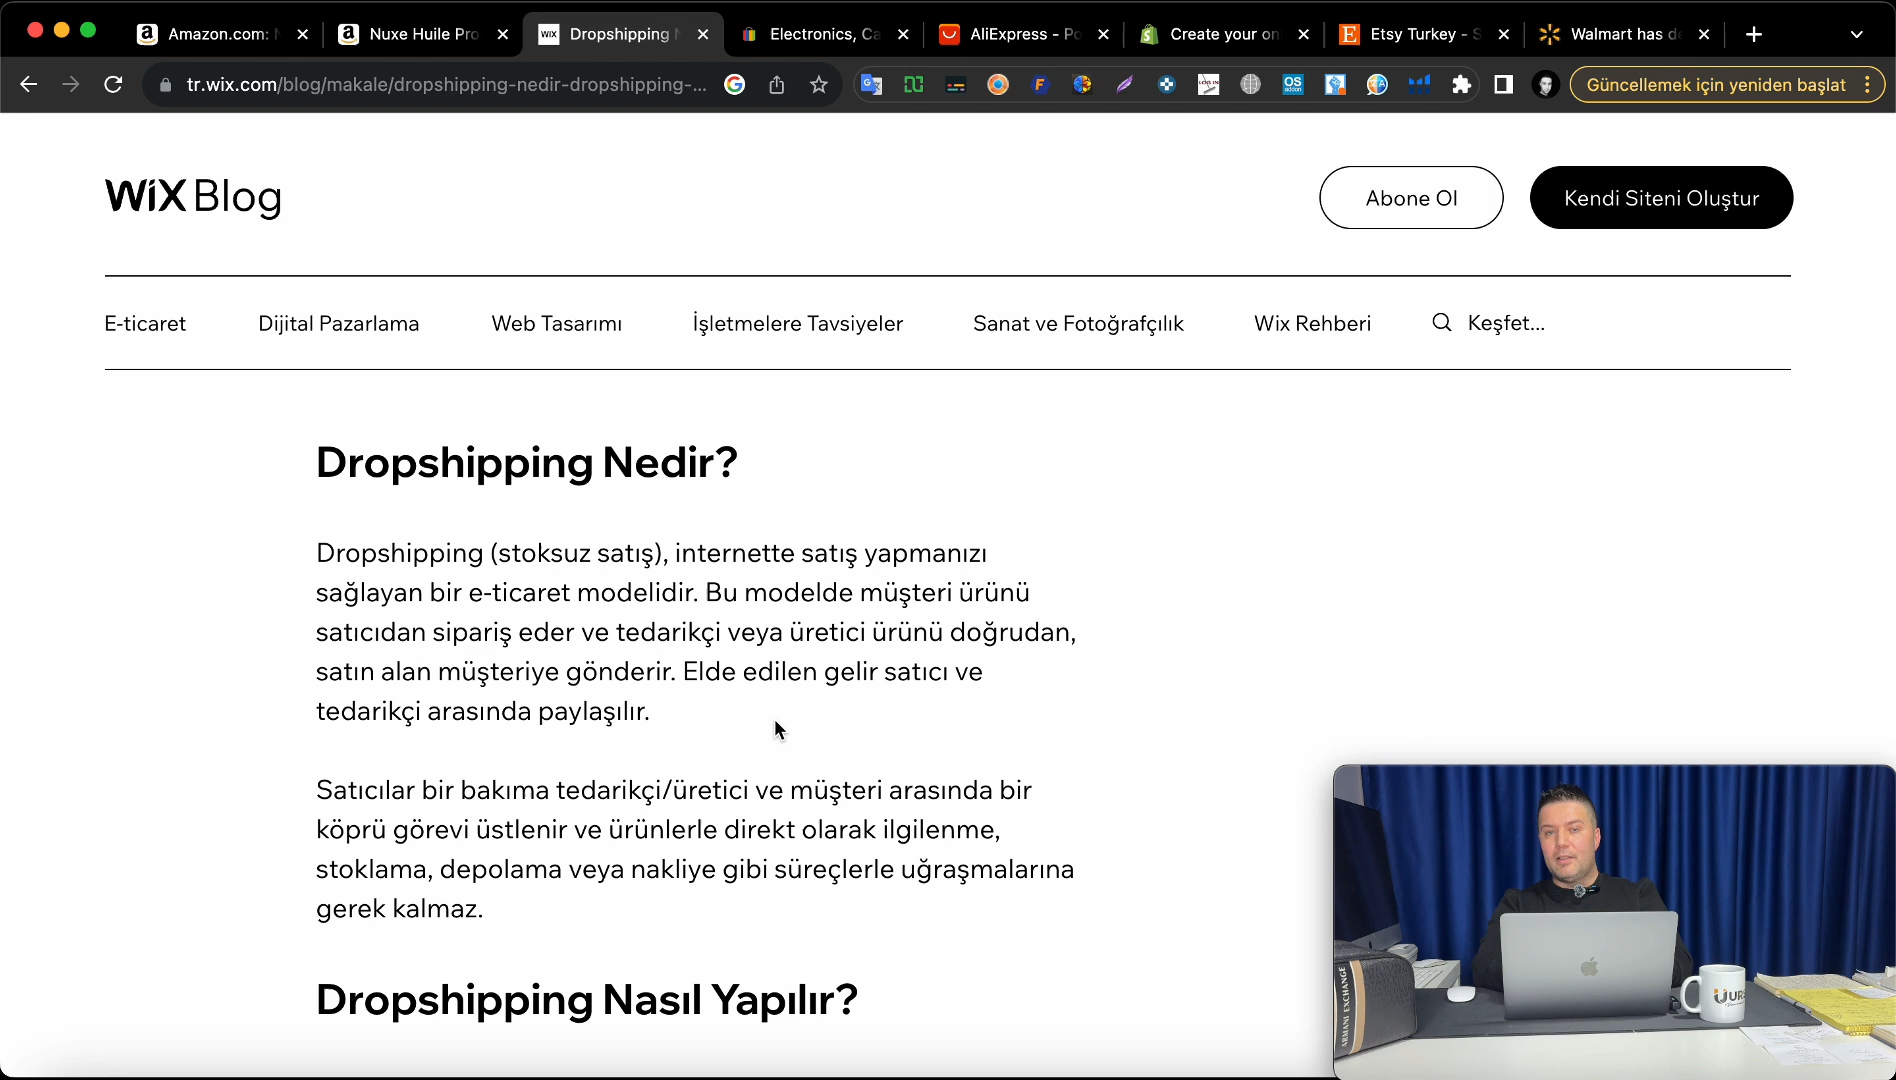 Amazon.com:
Nuxe Huile Pro
Dropshipping
Electronics, Ca
AliExpress - Po
Create your on
Etsy Turkey - S
Walmart has de
tr.wix.com/blog/makale/dropshipping-nedir-dropshipping-...
Güncellemek için yeniden başlat
WiX Blog
Abone Ol
Kendi Siteni Oluştur
E-ticaret
Dijital Pazarlama
Web Tasarımı
İşletmelere Tavsiyeler
Sanat ve Fotoğrafçılık
Wix Rehberi
Keşfet...
Dropshipping Nedir?
Dropshipping (stoksuz satış), internette satış yapmanızı
sağlayan bir e-ticaret modelidir. Bu modelde müşteri ürünü
satıcıdan sipariş eder ve tedarikçi veya üretici ürünü doğrudan,
satın alan müşteriye gönderir. Elde edilen gelir satıcı ve
tedarikçi arasında paylaşılır.
Satıcılar bir bakıma tedarikçi/üretici ve müşteri arasında bir
köprü görevi üstlenir ve ürünlerle direkt olarak ilgilenme,
stoklama, depolama veya nakliye gibi süreçlerle uğraşmalarına
gerek kalmaz.
Dropshipping Nasıl Yapılır?
ARMANI EXCHANGE